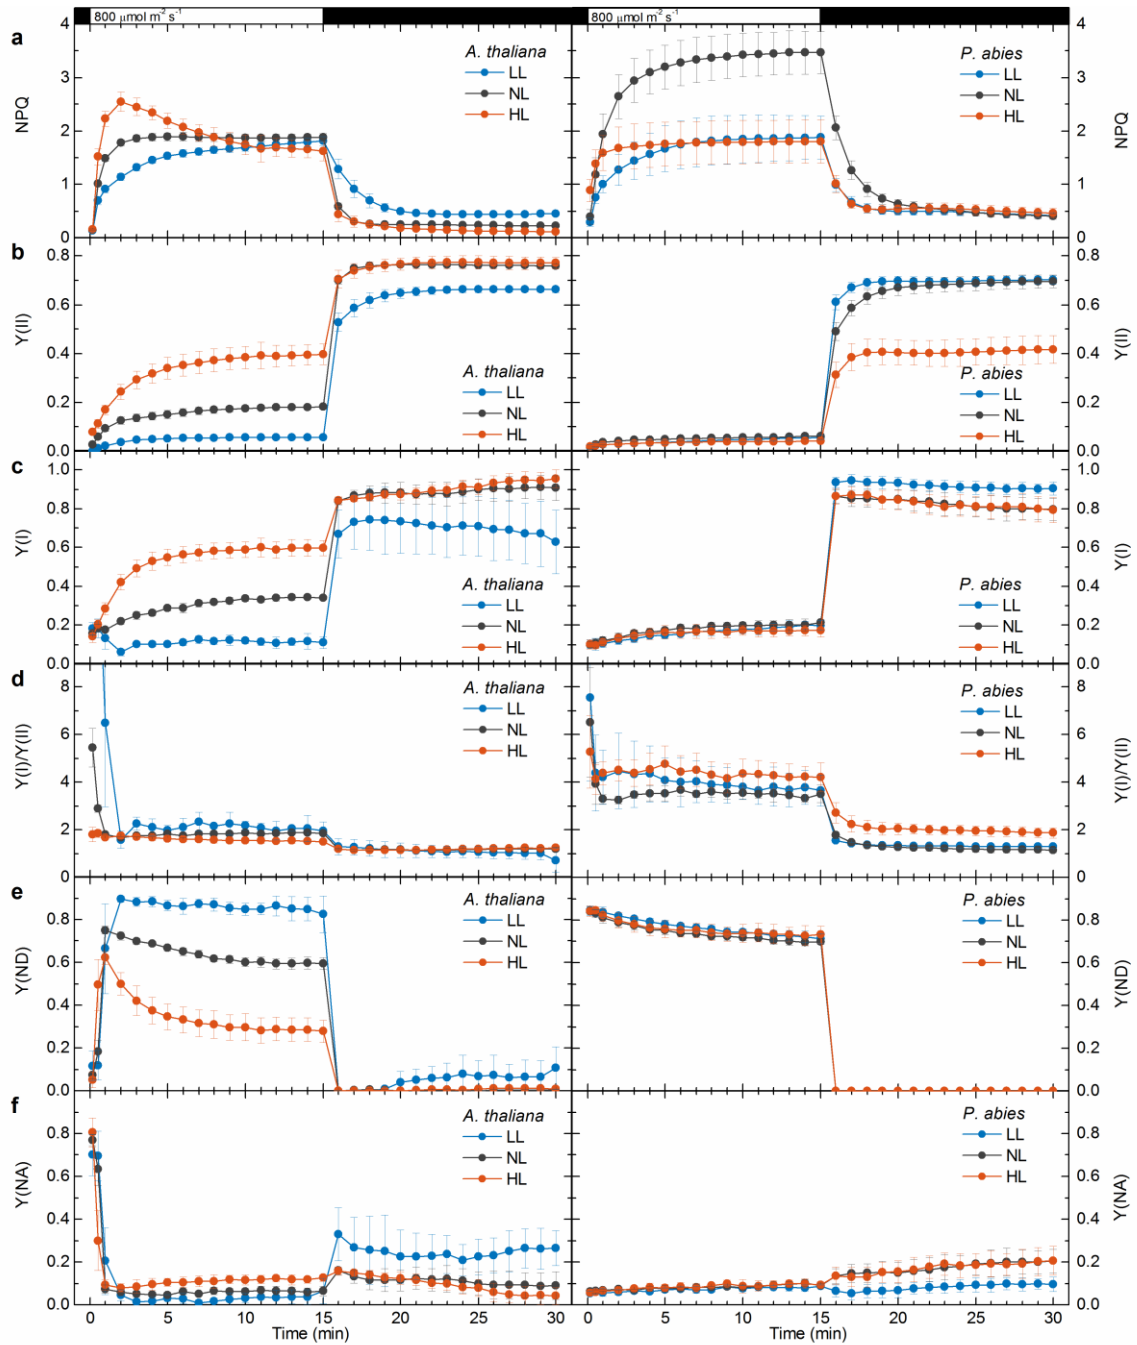 800 μmol m-2 s-1
800 μmol m-2 s-1
a
4
3
2
1
0
NPQ
A. thaliana
LL
NL
HL
P. abies
LL
NL
HL
4
3
2
1
0
NPQ
b
0.8
0.6
0.4
0.2
0.0
Y(II)
A. thaliana
LL
NL
HL
P. abies
LL
NL
HL
0.8
0.6
0.4
0.2
0.0
Y(II)
c
1.0
0.8
0.6
0.4
0.2
0.0
Y(I)
A. thaliana
LL
NL
HL
P. abies
LL
NL
HL
1.0
0.8
0.6
0.4
0.2
0.0
Y(I)
d
8
6
4
2
0
Y(I)/Y(II)
A. thaliana
LL
NL
HL
P. abies
LL
NL
HL
8
6
4
2
0
Y(I)/Y(II)
e
0.8
0.6
0.4
0.2
0.0
Y(ND)
A. thaliana
LL
NL
HL
P. abies
LL
NL
HL
0.8
0.6
0.4
0.2
0.0
Y(ND)
f
0.8
0.6
0.4
0.2
0.0
Y(NA)
A. thaliana
LL
NL
HL
P. abies
LL
NL
HL
0.8
0.6
0.4
0.2
0.0
Y(NA)
0 5 10 15 20 25 30
Time (min)
0 5 10 15 20 25 30
Time (min)